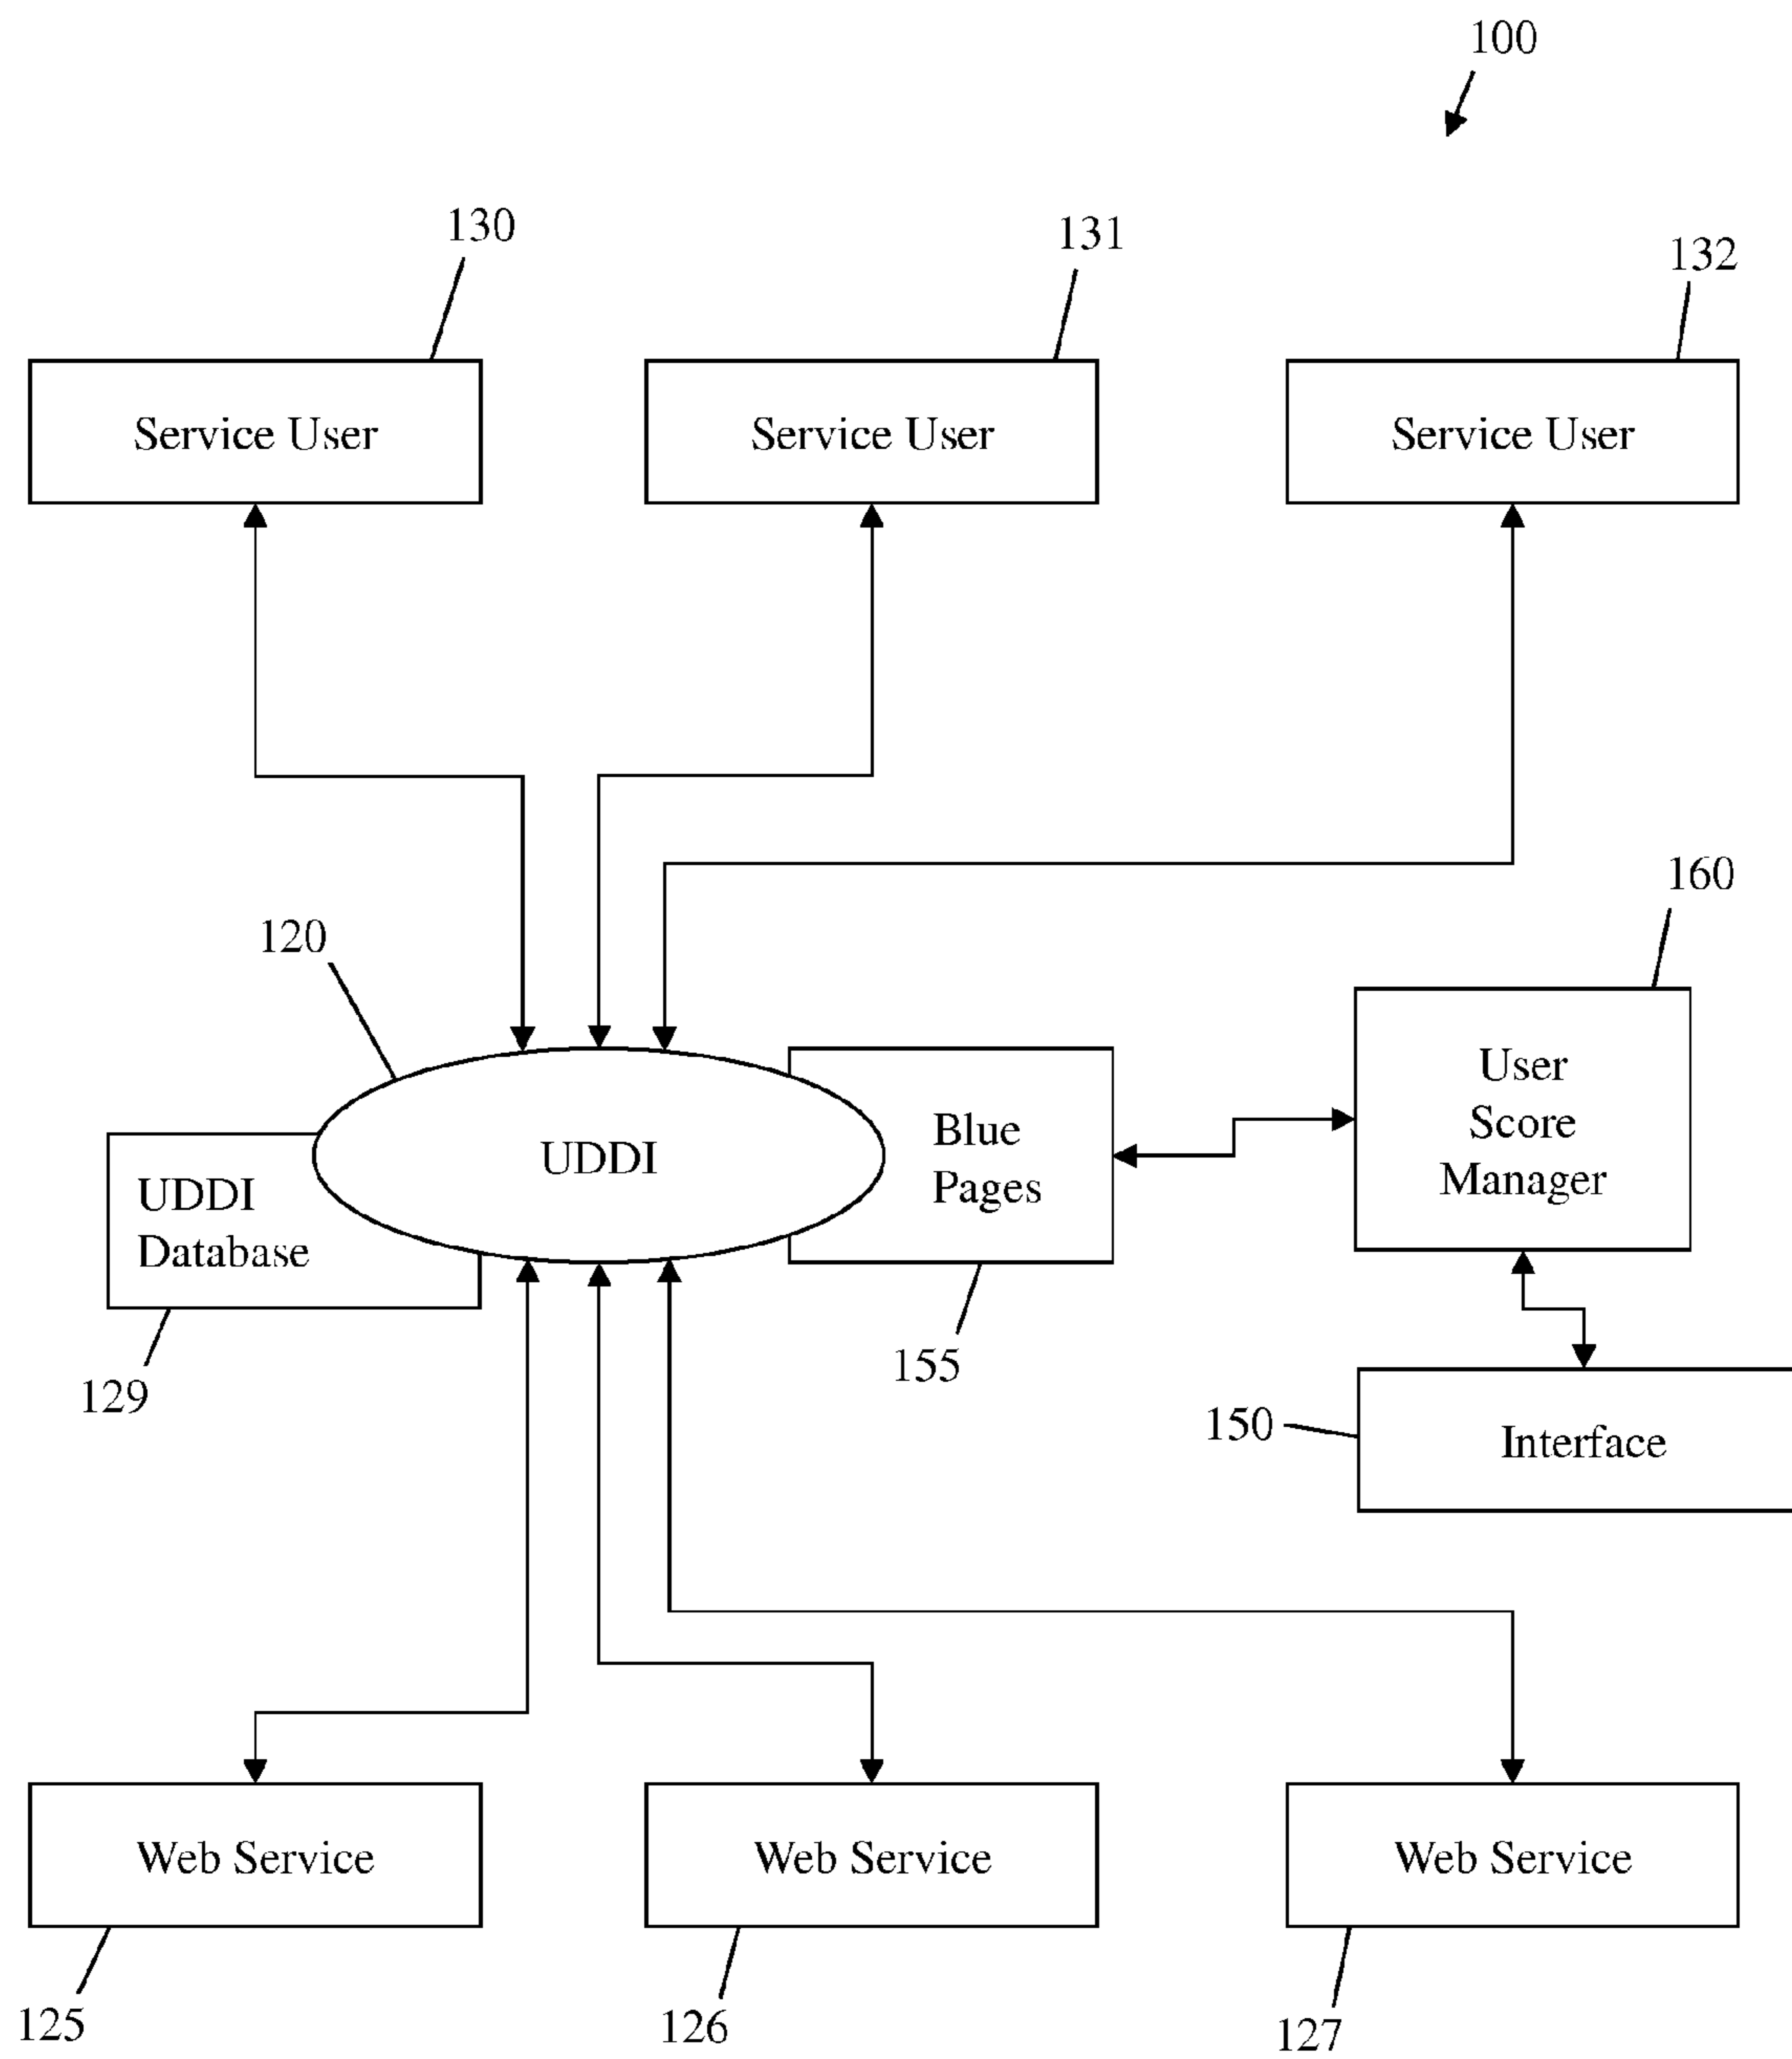 100
130
131
132
Service User
Service User
Service User
160
120
User
Score
Manager
Blue
Pages
UDDI
UDDI
Database
155
129
150
Interface
Web Service
Web Service
Web Service
125
126
127